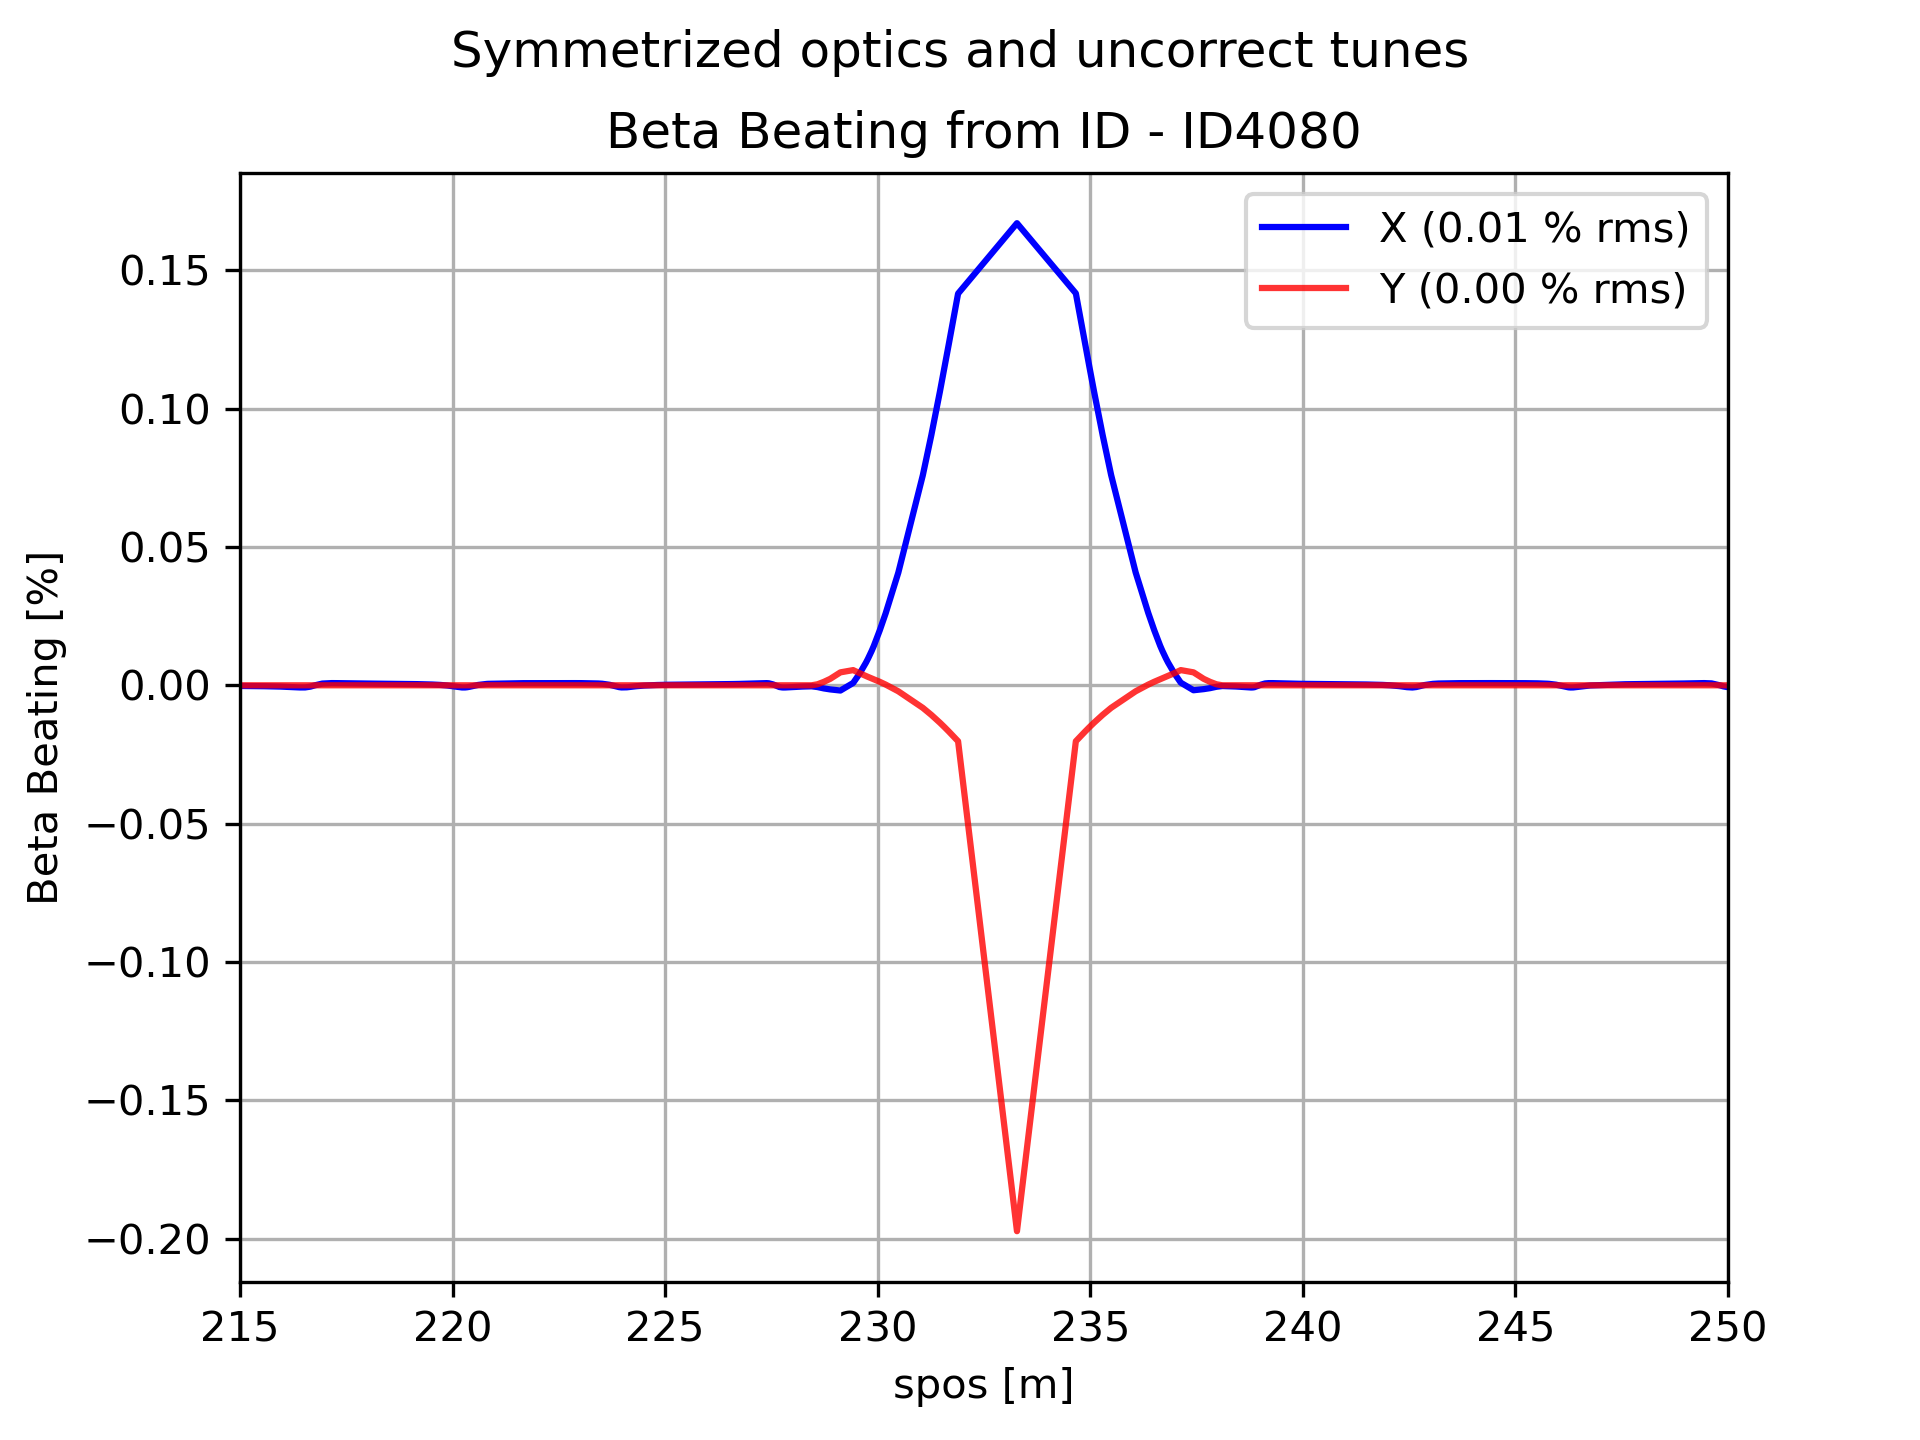 Symmetrized optics and uncorrect tunes
Beta Beating from ID - ID4080
X (0.01 % rms)
Y (0.00 % rms)
Beta Beating [%]
0.15
0.10
0.05
0.00
−0.05
−0.10
−0.15
−0.20
215 220 225 230 235 240 245 250
spos [m]